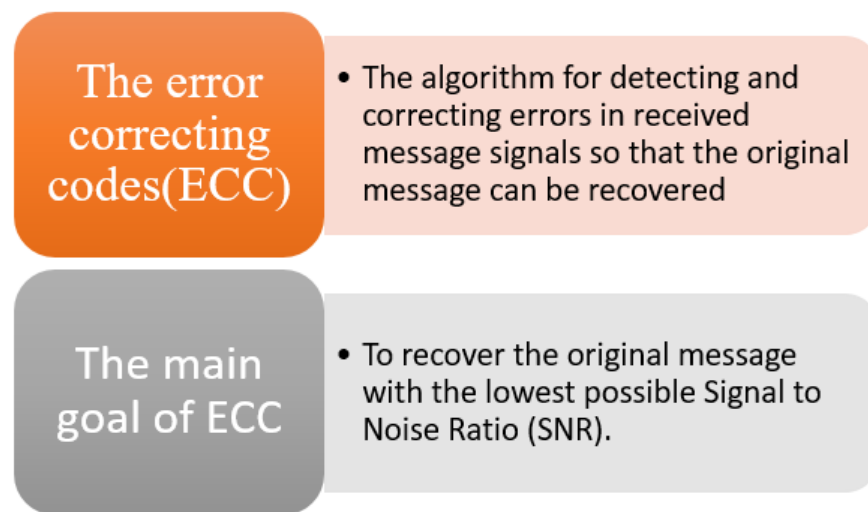 The error
correcting
codes(ECC)
• The algorithm for detecting and
correcting errors in received
message signals so that the original
message can be recovered
The main
goal of ECC
• To recover the original message
with the lowest possible Signal to
Noise Ratio (SNR).